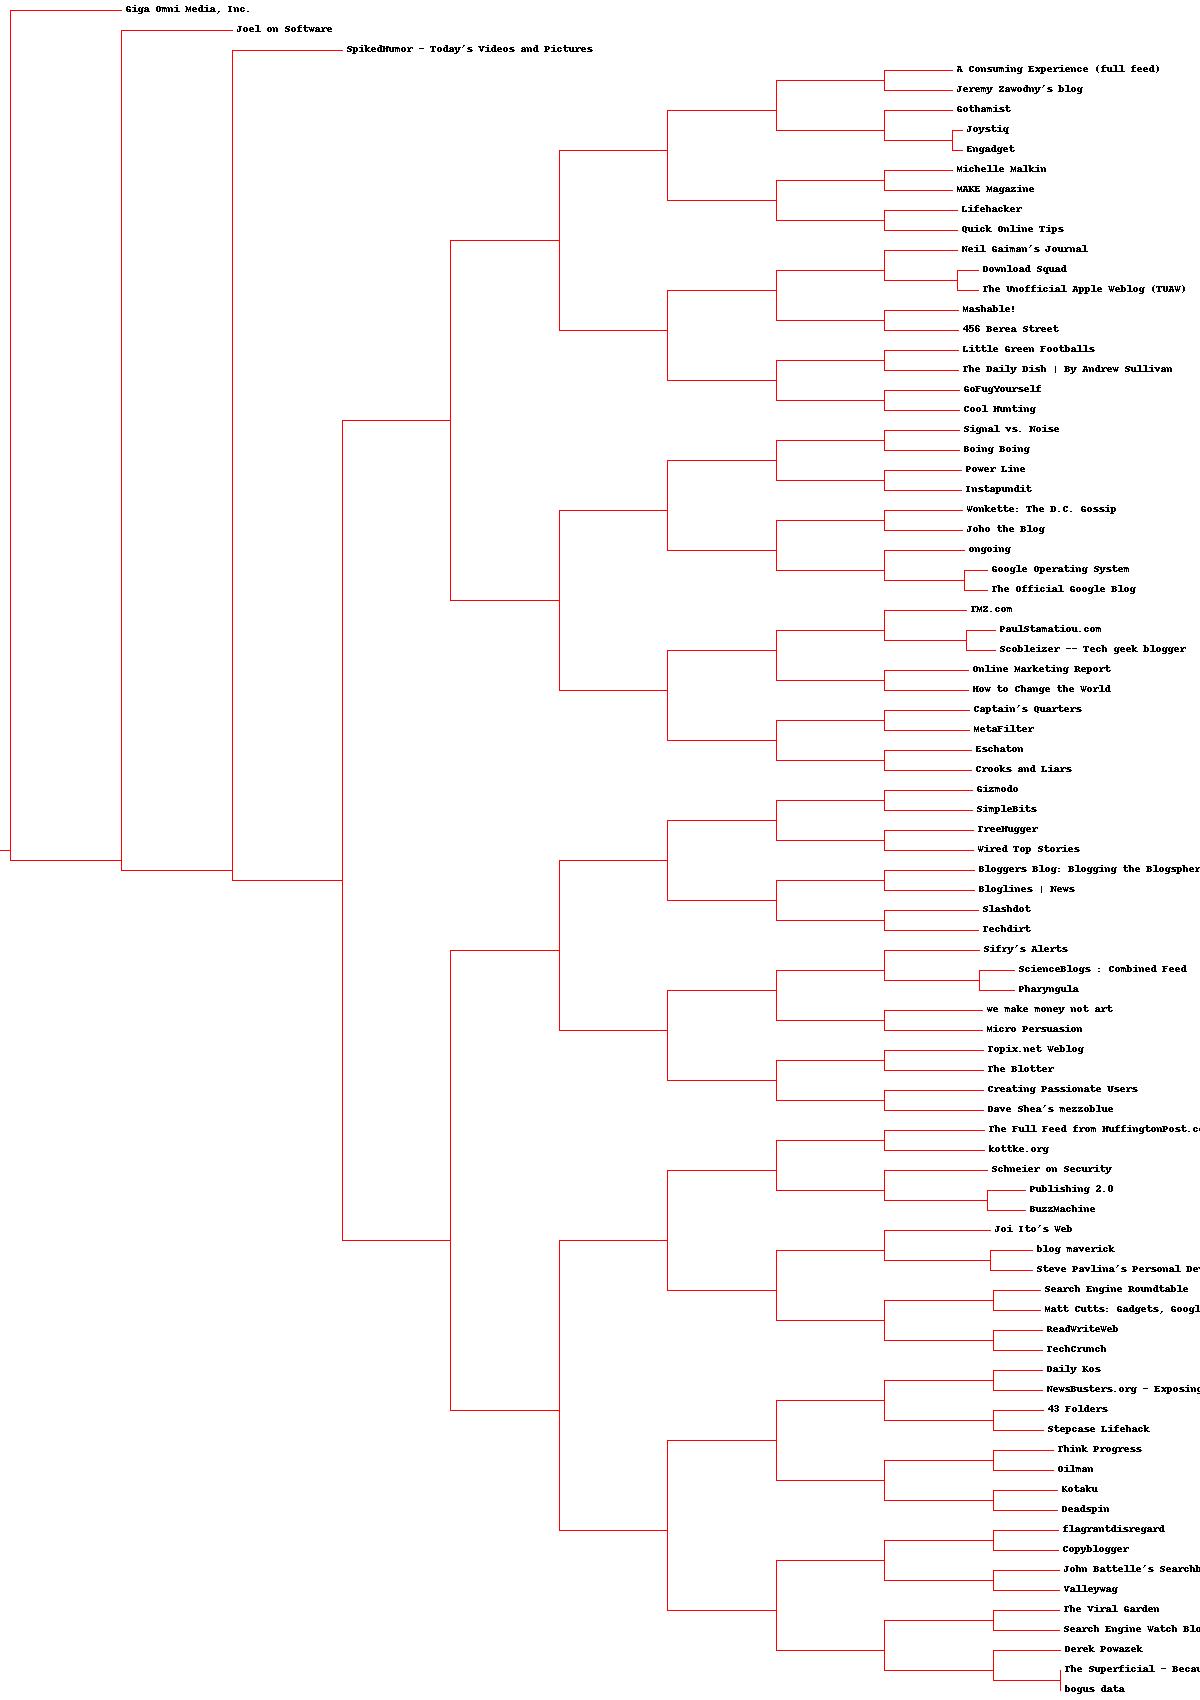 Giga Omni Media, Inc.
Joel on Software
SpikedHumor - Today's Videos and Pictures
A Consuming Experience (full feed)
Jeremy Zawodny's blog
Gothamist
Joystiq
Engadget
Michelle Malkin
MAKE Magazine
Lifehacker
Quick Online Tips
Neil Gaiman's Journal
Download Squad
The Unofficial Apple Weblog (TUAW)
Mashable!
456 Berea Street
Little Green Footballs
The Daily Dish | By Andrew Sullivan
GoFugYourself
Cool Hunting
Signal vs. Noise
Boing Boing
Power Line
Instapundit
Wonkette: The D.C. Gossip
Joho the Blog
ongoing
Google Operating System
The Official Google Blog
TMZ.com
PaulStamatiou.com
Scobleizer -- Tech geek blogger
Online Marketing Report
How to Change the World
Captain's Quarters
MetaFilter
Eschaton
Crooks and Liars
Gizmodo
SimpleBits
TreeHugger
Wired Top Stories
Bloggers Blog: Blogging the Blogspher
Bloglines | News
Slashdot
Techdirt
Sifry's Alerts
ScienceBlogs : Combined Feed
Pharyngula
we make money not art
Micro Persuasion
Topix.net Weblog
The Blotter
Creating Passionate Users
Dave Shea's mezzoblue
The Full Feed from HuffingtonPost.c
kottke.org
Schneier on Security
Publishing 2.0
BuzzMachine
Joi Ito's Web
blog maverick
Steve Pavlina's Personal De
Search Engine Roundtable
Matt Cutts: Gadgets, Googl
ReadWriteWeb
TechCrunch
Daily Kos
NewsBusters.org - Exposing
43 Folders
Stepcase Lifehack
Think Progress
Oilman
Kotaku
Deadspin
flagrantdisregard
Copyblogger
John Battelle's Searchb
Valleywag
The Viral Garden
Search Engine Watch Blo
Derek Powazek
The Superficial - Becau
bogus data